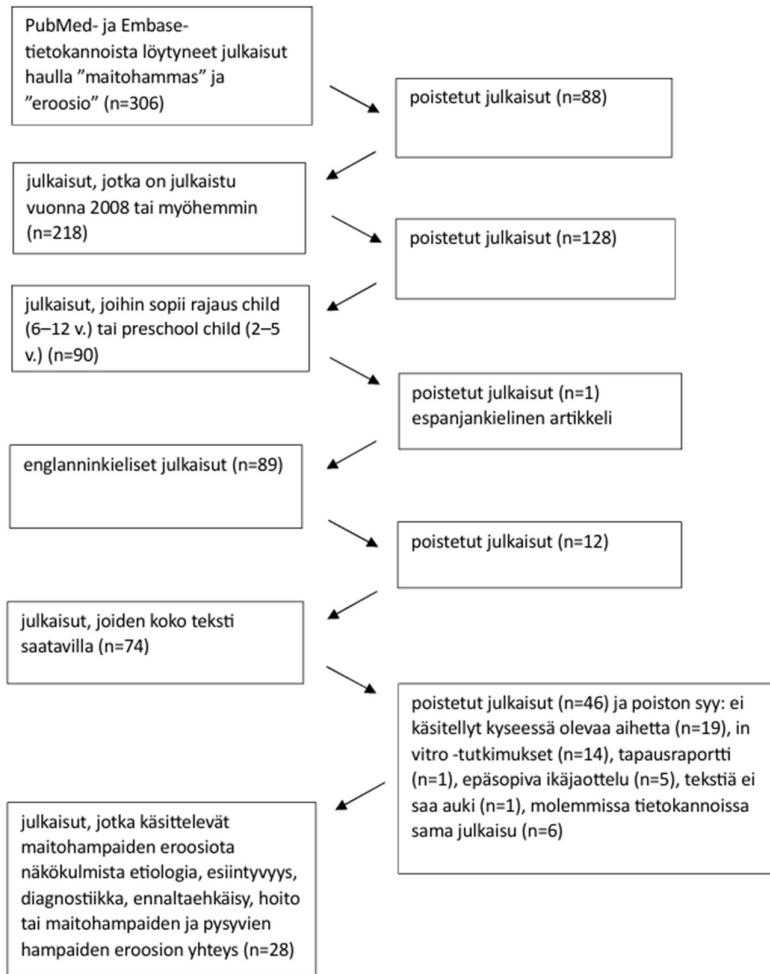 PubMed- ja Embase-
tietokannoista löytyneet julkaisut
haulla ”maitohammas” ja
”eroosio” (n=306)
poistetut julkaisut (n=88)
julkaisut, jotka on julkaistu
vuonna 2008 tai myöhemmin
(n=218)
poistetut julkaisut (n=128)
julkaisut, joihin sopii rajaus child
(6–12 v.) tai preschool child (2–5
v.) (n=90)
poistetut julkaisut (n=1)
espanjankielinen artikkeli
englanninkieliset julkaisut (n=89)
poistetut julkaisut (n=12)
julkaisut, joiden koko teksti
saatavilla (n=74)
poistetut julkaisut (n=46) ja poiston syy: ei
käsitellyt kyseessä olevaa aihetta (n=19), in
vitro -tutkimukset (n=14), tapausraportti
(n=1), epäsopiva ikäjaottelu (n=5), tekstiä ei
saa auki (n=1), molemmissa tietokannoissa
sama julkaisu (n=6)
julkaisut, jotka käsittelevät
maitohampaiden eroosiota
näkökulmista etiologia, esiintyvyys,
diagnostiikka, ennaltaehkäisy, hoito
tai maitohampaiden ja pysyvien
hampaiden eroosion yhteys (n=28)